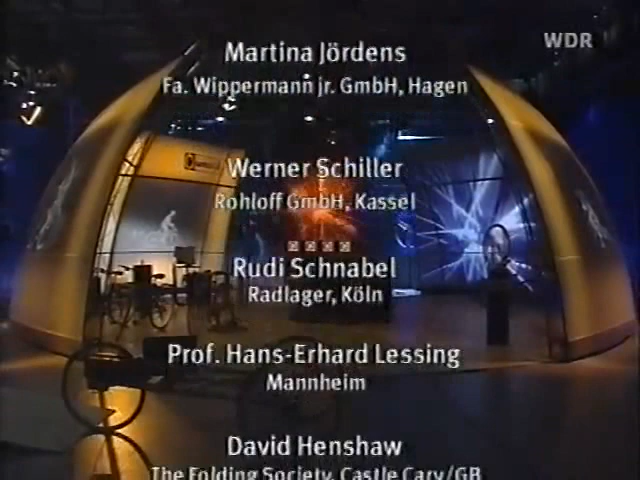 WDR
Martina Jördens
Fa. Wippermann jr. GmbH, Hagen
Werner Schiller
Rohloff GmbH, Kassel
Rudi Schnabel
Radlager, Köln
Prof. Hans-Erhard Lessing
Mannheim
David Henshaw
The Folding Society, Castle Cary/GB